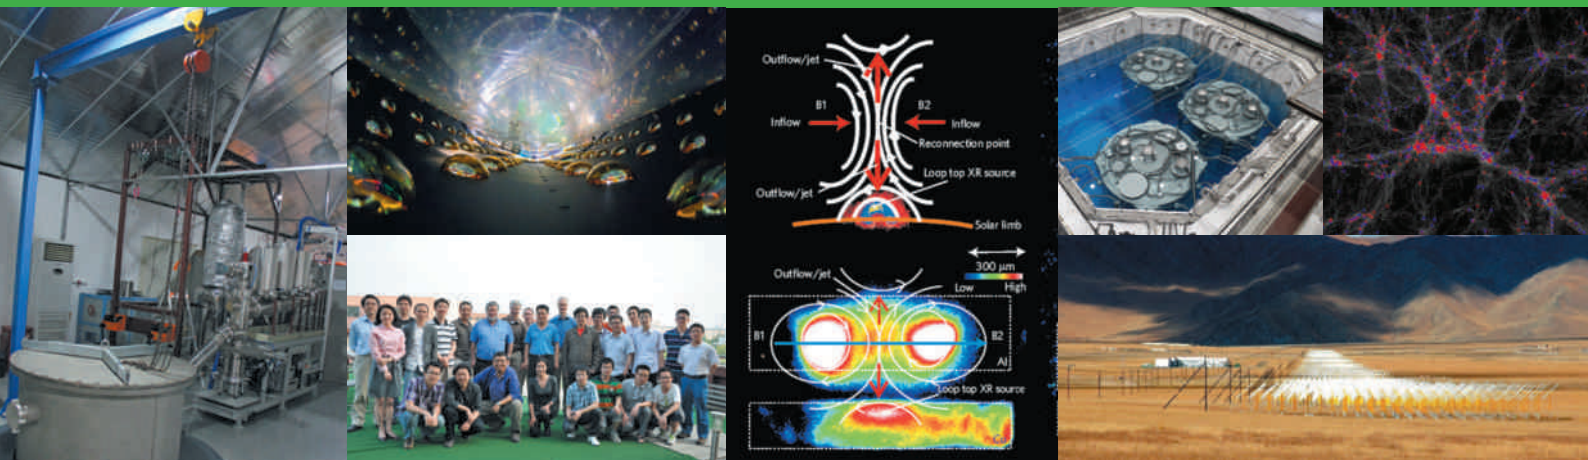 Outflow/jet
B1
B2
Inflow
Inflow
Reconnection point
Loop top XR source
Outflow/jet
Solar limb
300 μm
Outflow/jet
Low
High
B1
B2
Al
Loop top XR source